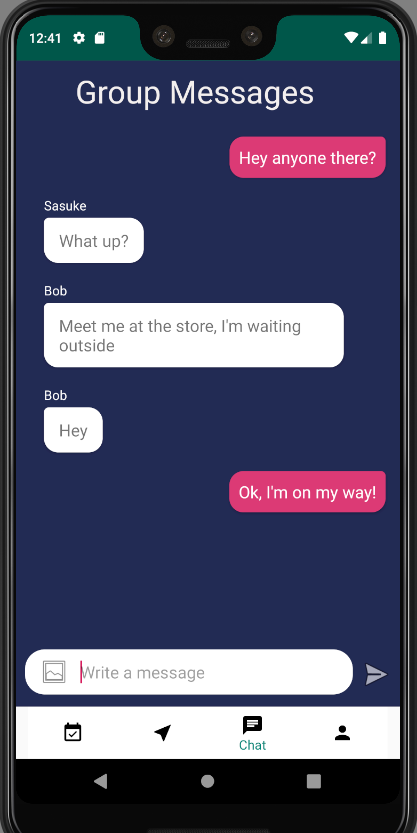 12:41
Group Messages
Hey anyone there?
Sasuke
What up?
Bob
Meet me at the store, I'm waiting
outside
Bob
Hey
Ok, I'm on my way!
Write a message
Chat